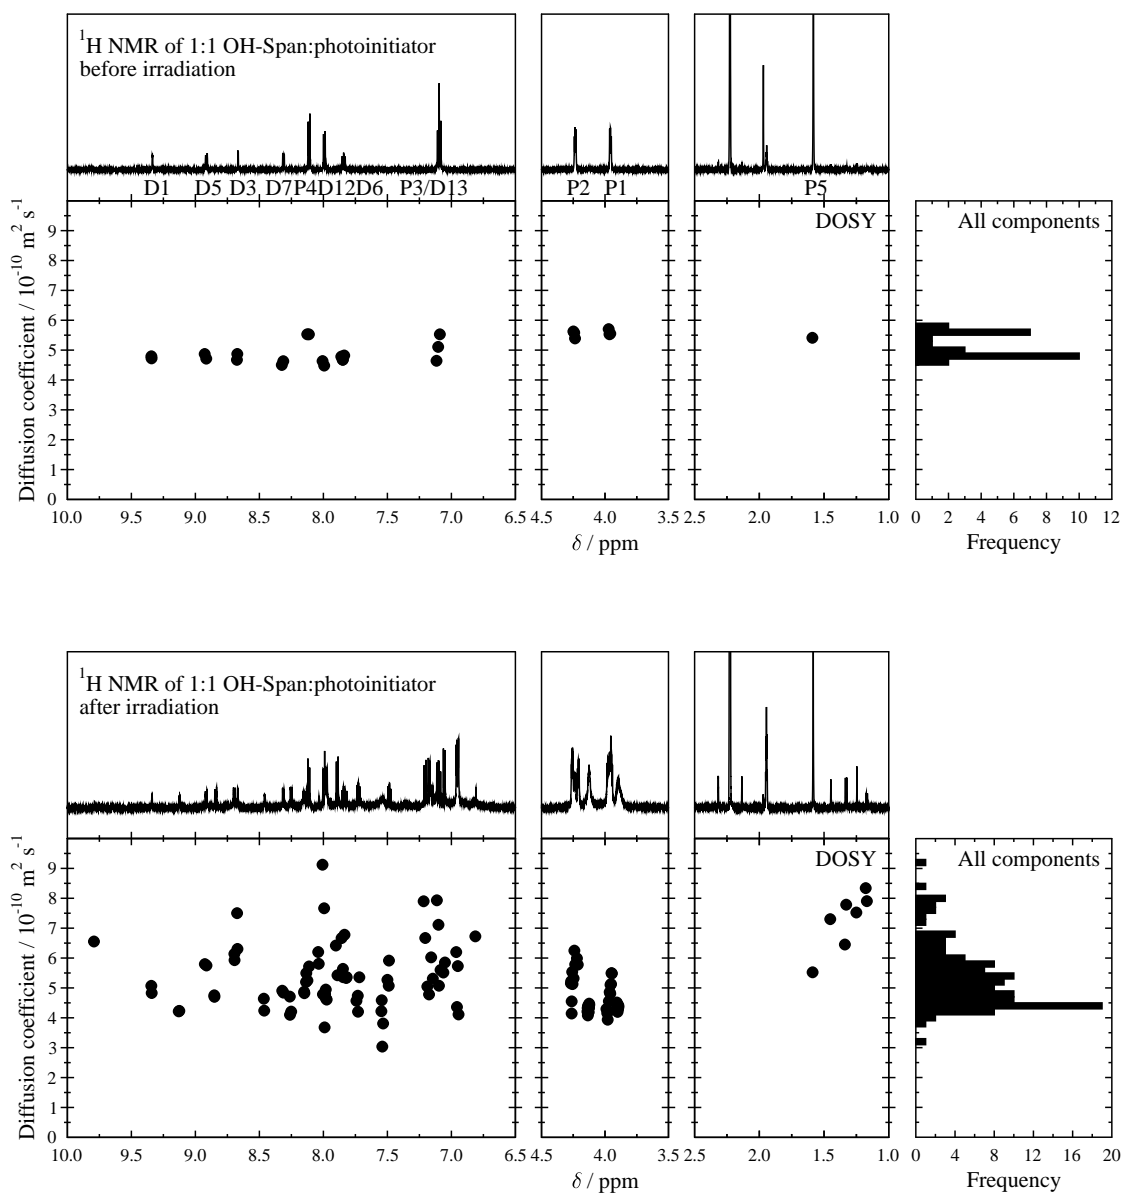 ¹H NMR of 1:1 OH-Span:photoinitiator
before irradiation
D1 D5 D3 D7 P4 D12 D6 P3/D13 P2 P1 P5
DOSY
All components
Diffusion coefficient / 10⁻¹⁰ m² s⁻¹
9
8
7
6
5
4
3
2
1
0
10.0 9.5 9.0 8.5 8.0 7.5 7.0 6.5 4.5 4.0 3.5 2.5 2.0 1.5 1.0 0 2 4 6 8 10 12
δ / ppm
Frequency
¹H NMR of 1:1 OH-Span:photoinitiator
after irradiation
DOSY
All components
Diffusion coefficient / 10⁻¹⁰ m² s⁻¹
9
8
7
6
5
4
3
2
1
0
10.0 9.5 9.0 8.5 8.0 7.5 7.0 6.5 4.5 4.0 3.5 2.5 2.0 1.5 1.0 0 4 8 12 16 20
δ / ppm
Frequency